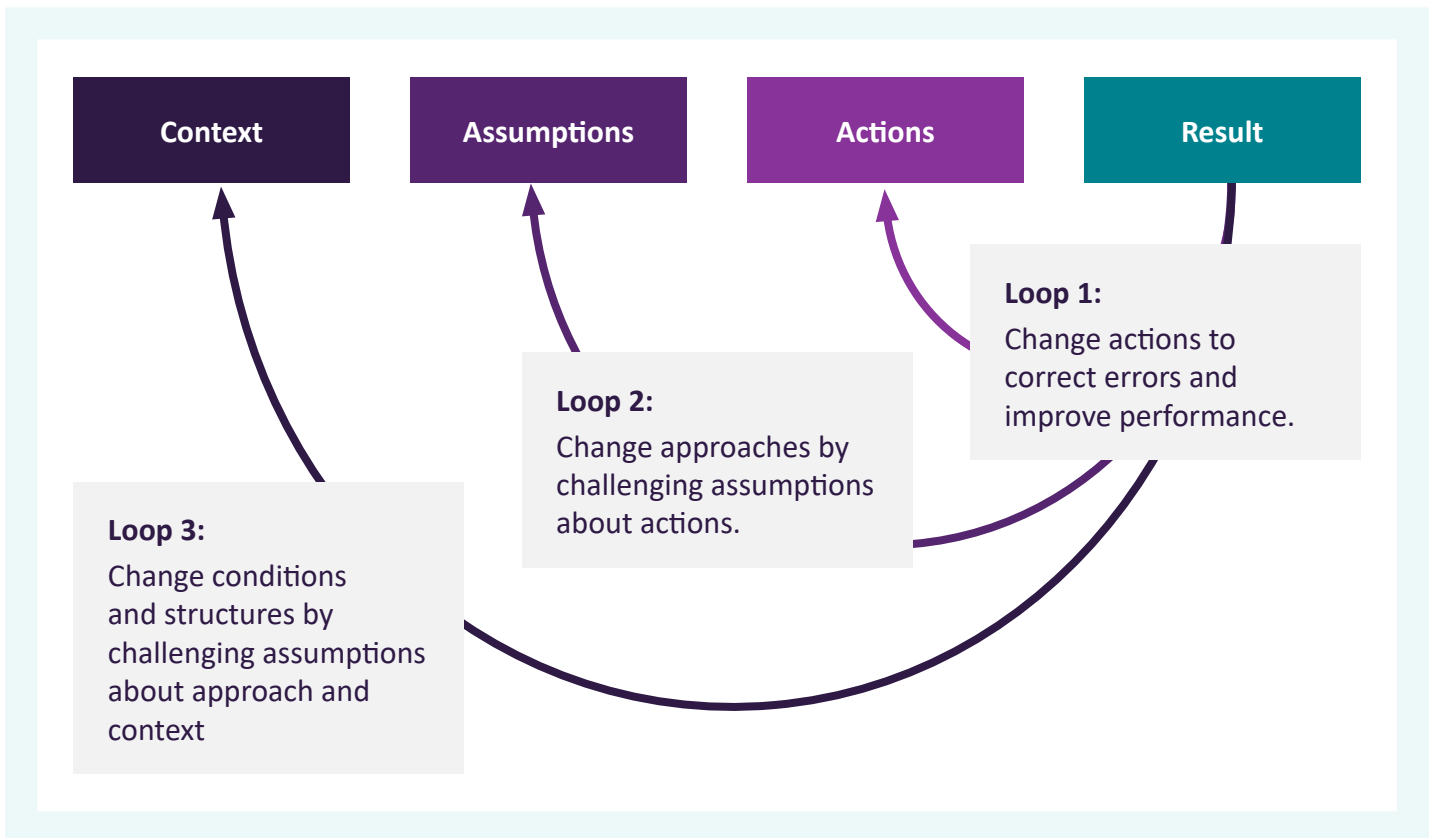 Context
Assumptions
Actions
Result
Loop 1:
Change actions to
correct errors and
improve performance.
Loop 2:
Change approaches by
challenging assumptions
about actions.
Loop 3:
Change conditions
and structures by
challenging assumptions
about approach and
context